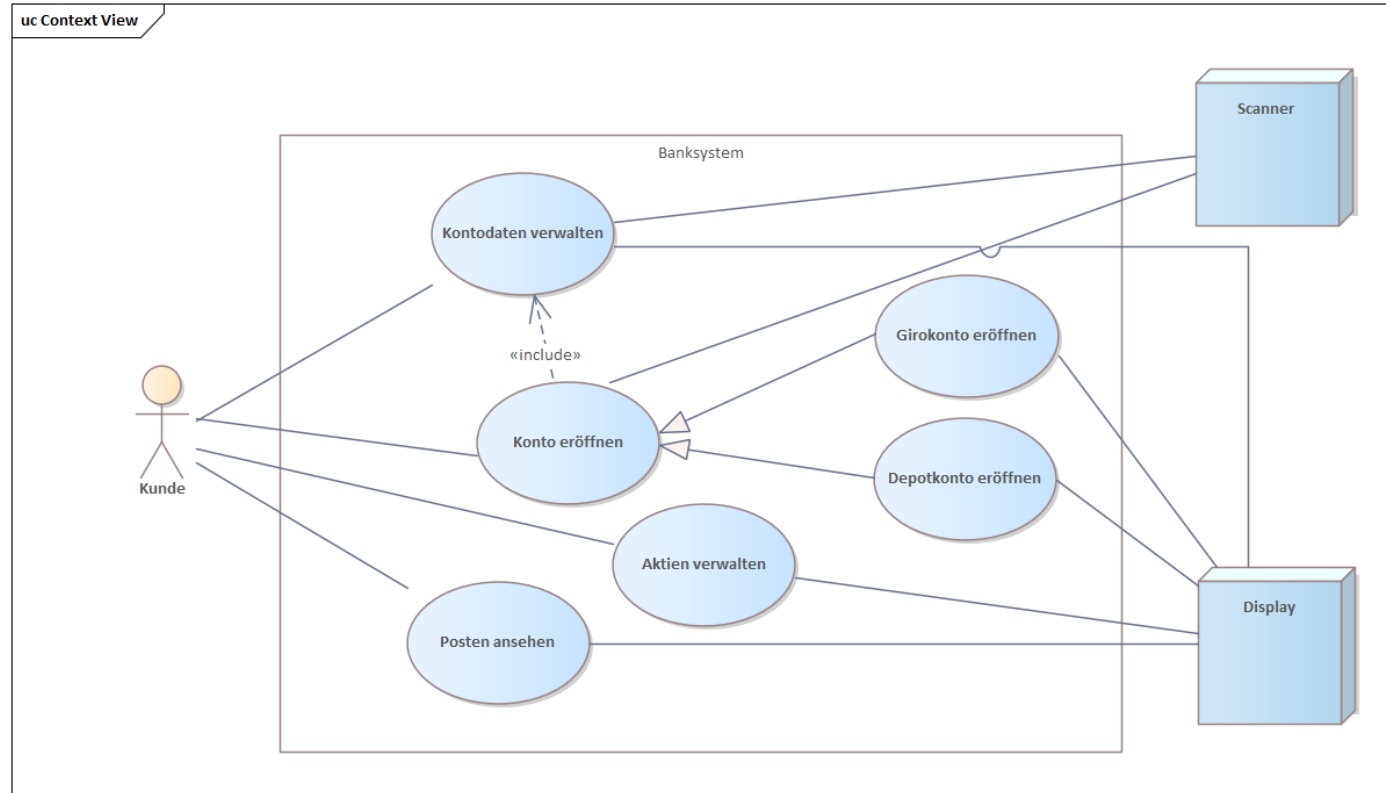 uc Context View
Scanner
Banksystem
Kontodaten verwalten
Girokonto eröffnen
«include»
Konto eröffnen
Depotkonto eröffnen
Kunde
Aktien verwalten
Display
Posten ansehen